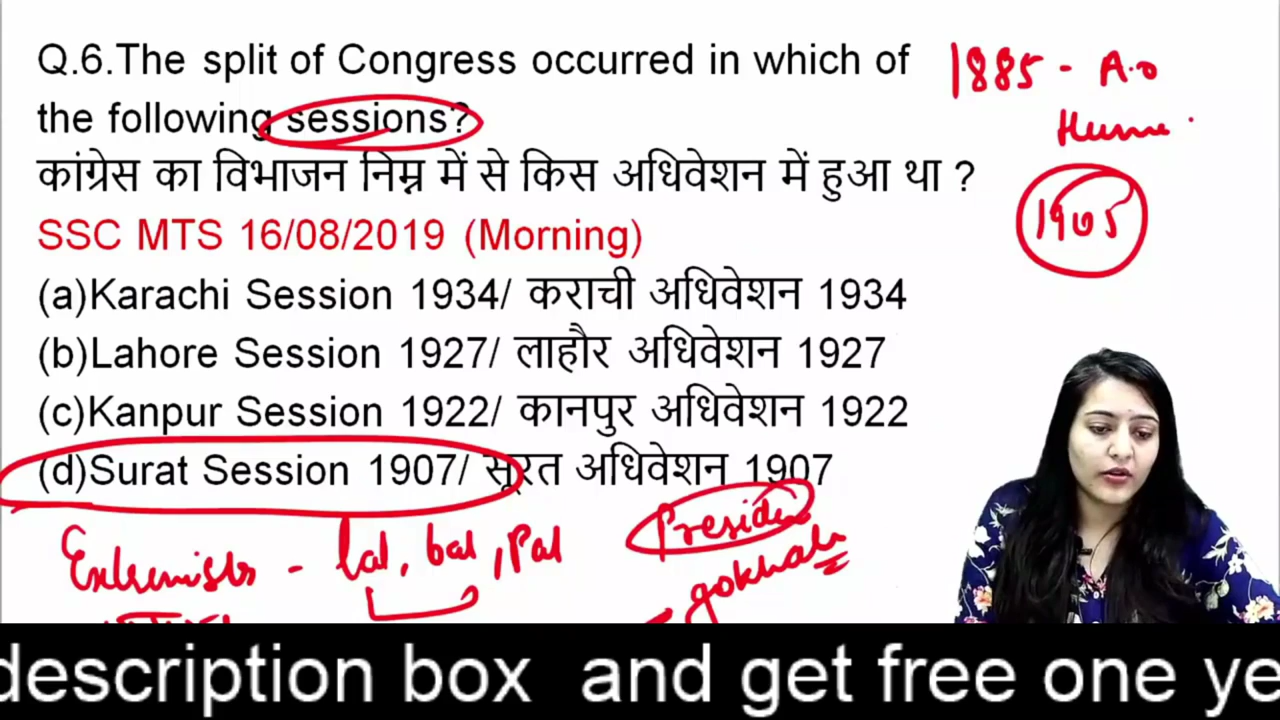 Q.6.The split of Congress occurred in which of
the following sessions?
कांग्रेस का विभाजन निम्न में से किस अधिवेशन में हुआ था ?
SSC MTS 16/08/2019 (Morning)
(a)Karachi Session 1934/ कराची अधिवेशन 1934
(b)Lahore Session 1927/ लाहौर अधिवेशन 1927
(c)Kanpur Session 1922/ कानपुर अधिवेशन 1922
(d)Surat Session 1907/ सूरत अधिवेशन 1907
1885 - A.O
Hume
1905
Extremists - lal, bal, Pal
gokhale
description box and get free one ye